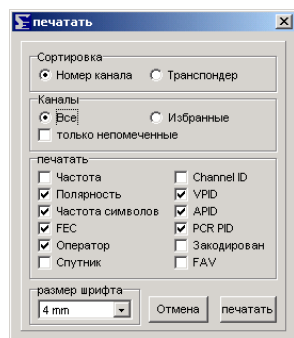 печатать
Сортировка
Номер канала Транспондер
Каналы
Все Избранные
только непомеченные
печатать
Частота Channel ID
Полярность VPID
Частота символов APID
FEC PCR PID
Оператор Закодирован
Спутник FAV
размер шрифта
4 mm Отмена печатать